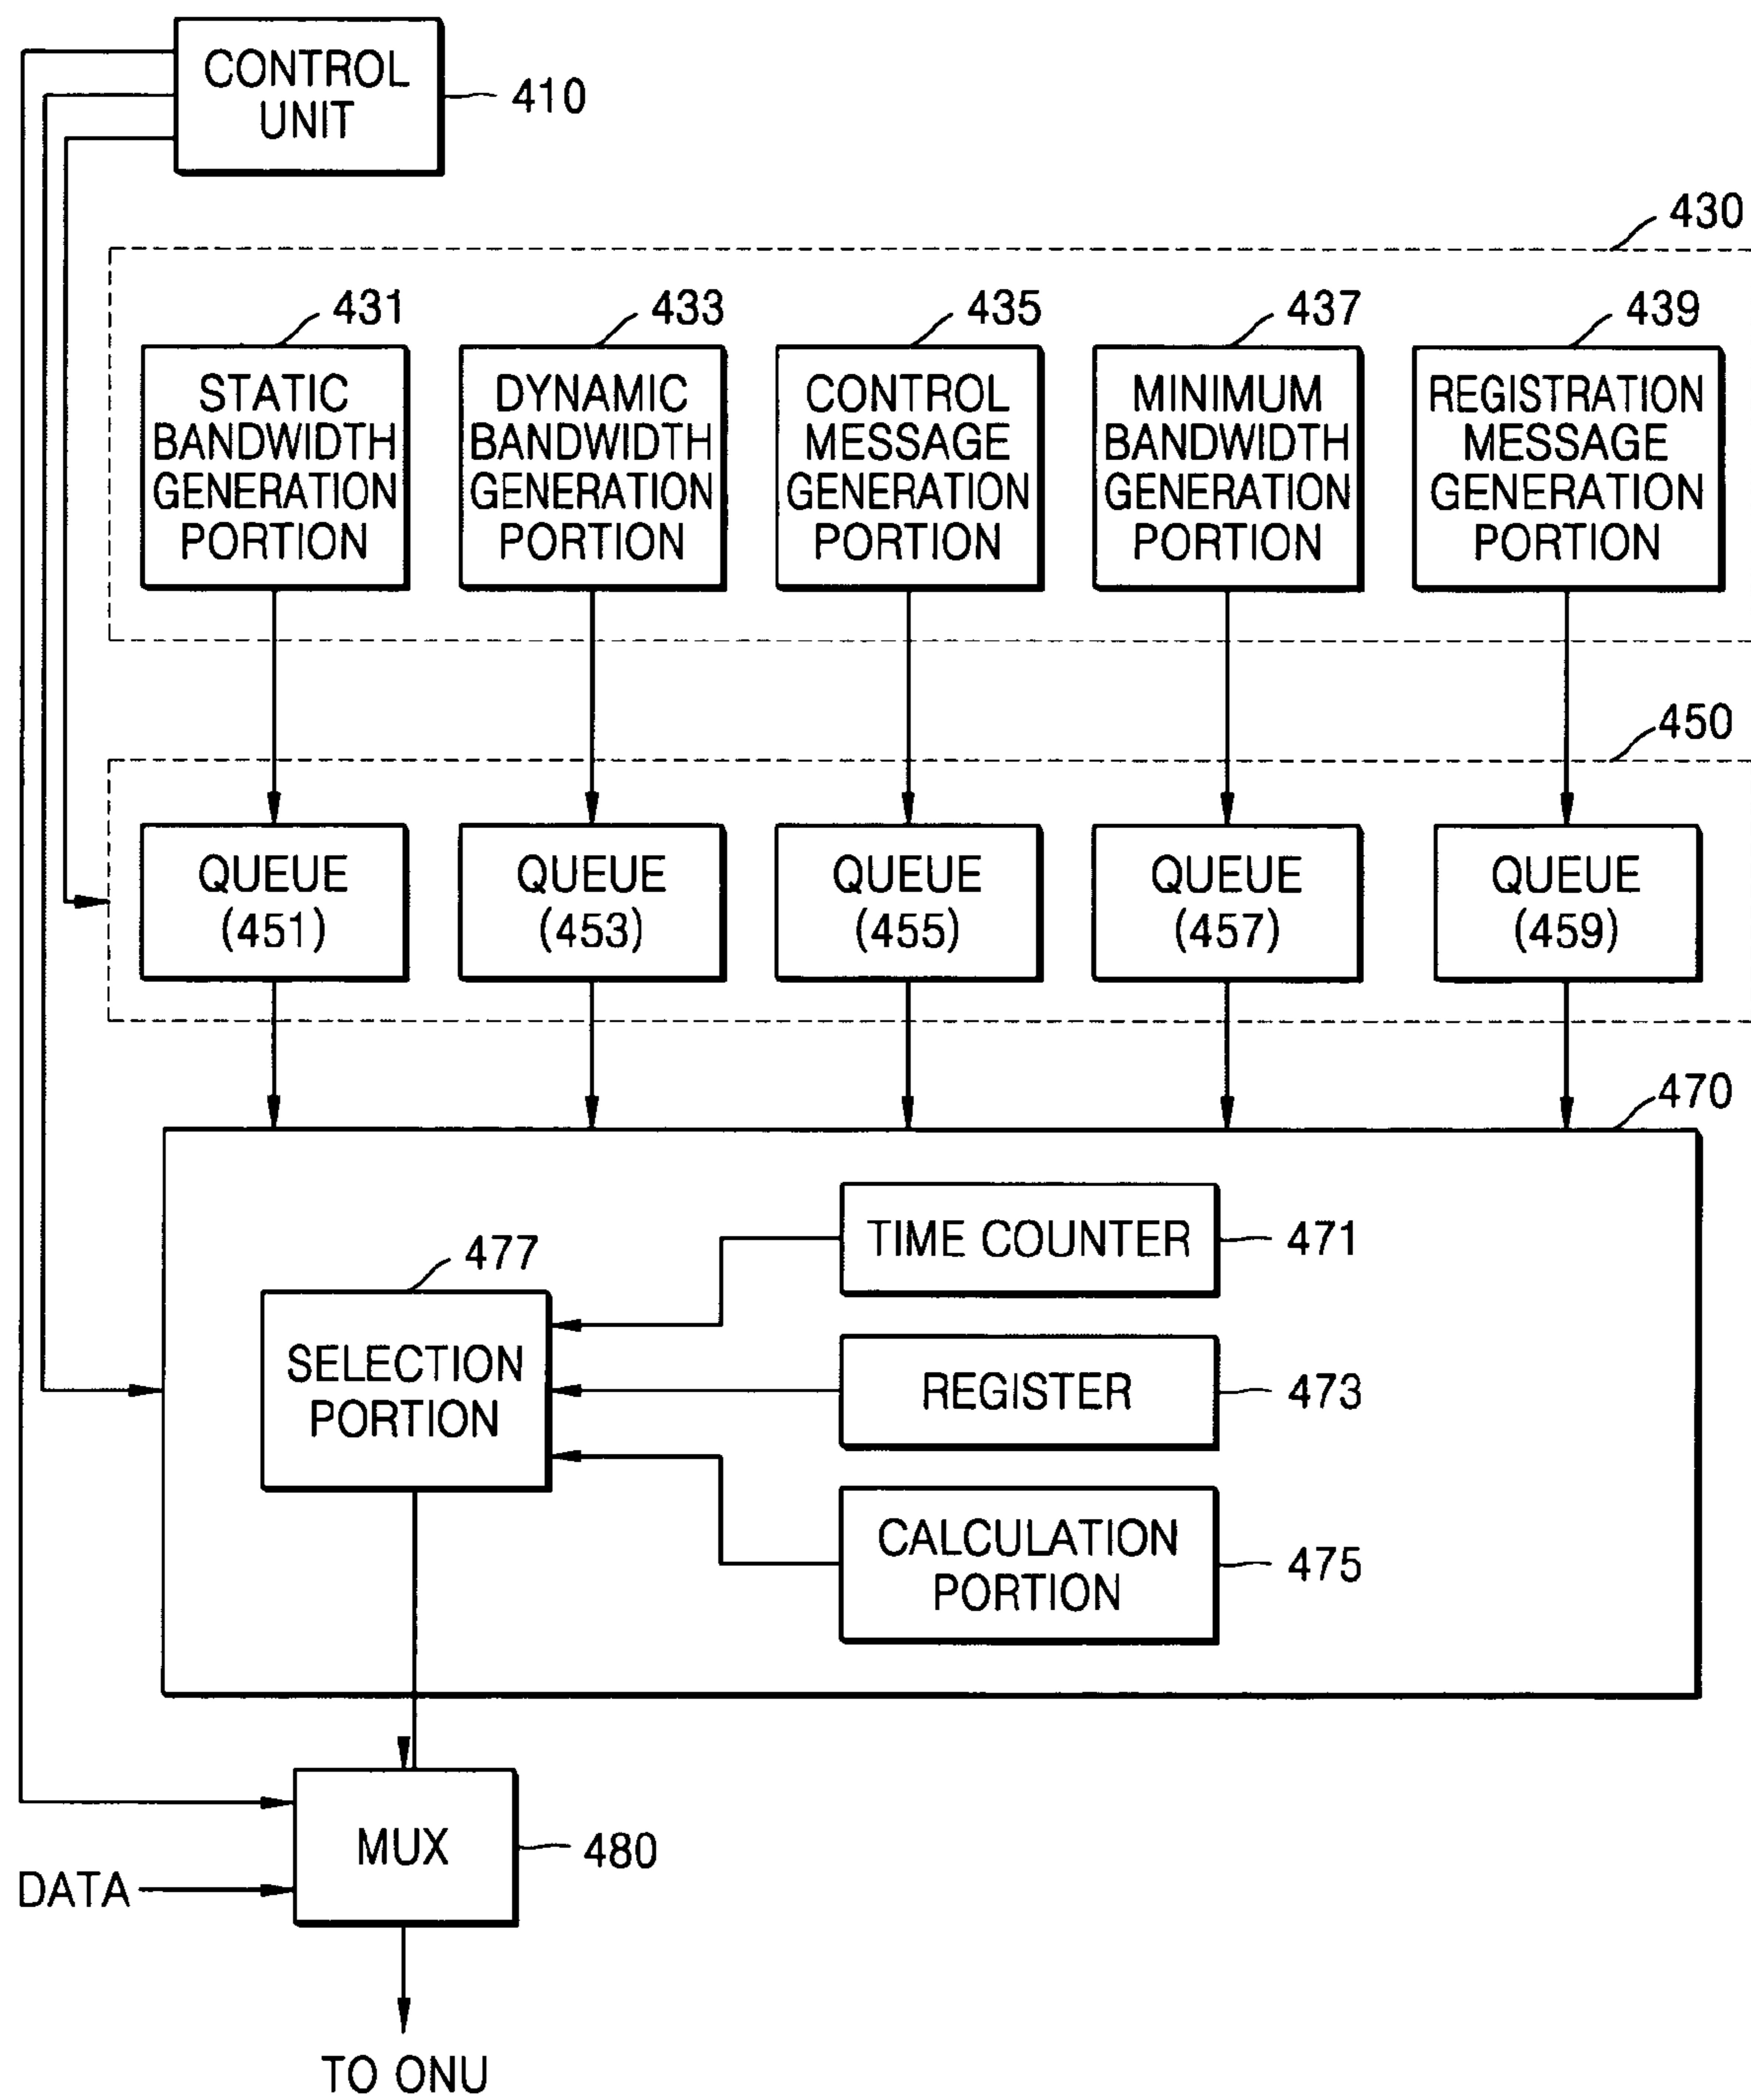 CONTROL
UNIT
410
430
431
433
435
437
439
STATIC
BANDWIDTH
GENERATION
PORTION
DYNAMIC
BANDWIDTH
GENERATION
PORTION
CONTROL
MESSAGE
GENERATION
PORTION
MINIMUM
BANDWIDTH
GENERATION
PORTION
REGISTRATION
MESSAGE
GENERATION
PORTION
450
QUEUE
(451)
QUEUE
(453)
QUEUE
(455)
QUEUE
(457)
QUEUE
(459)
470
TIME COUNTER
471
477
SELECTION
PORTION
REGISTER
473
CALCULATION
PORTION
475
MUX
480
DATA
TO ONU